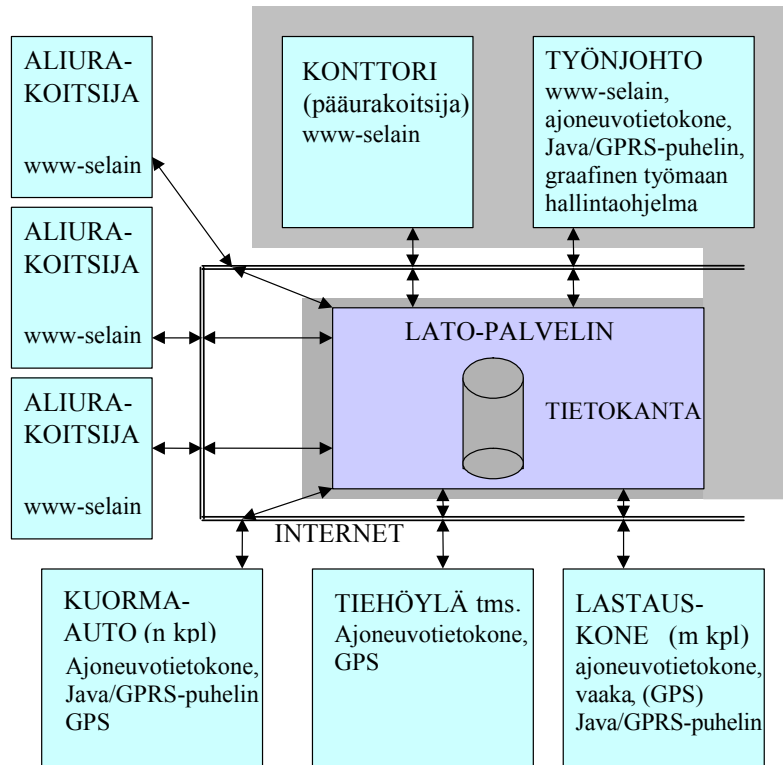 ALIURA-
KOITSIJA
www-selain
KONTTORI
(pääurakoitsija)
www-selain
TYÖNJOHTO
www-selain,
ajoneuvotietokone,
Java/GPRS-puhelin,
graafinen työmaan
hallintaohjelma
ALIURA-
KOITSIJA
www-selain
ALIURA-
KOITSIJA
www-selain
LATO-PALVELIN
TIETOKANTA
INTERNET
KUORMA-
AUTO (n kpl)
Ajoneuvotietokone,
Java/GPRS-puhelin
GPS
TIEHÖYLÄ tms.
Ajoneuvotietokone,
GPS
LASTAUS-
KONE (m kpl)
ajoneuvotietokone,
vaaka, (GPS)
Java/GPRS-puhelin